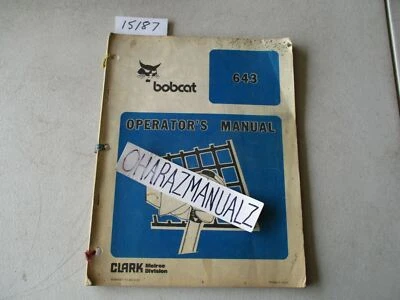 15187
bobcat
643
OPERATOR'S MANUAL
OHARAZMANUALZ
CLARK Melroe
Division